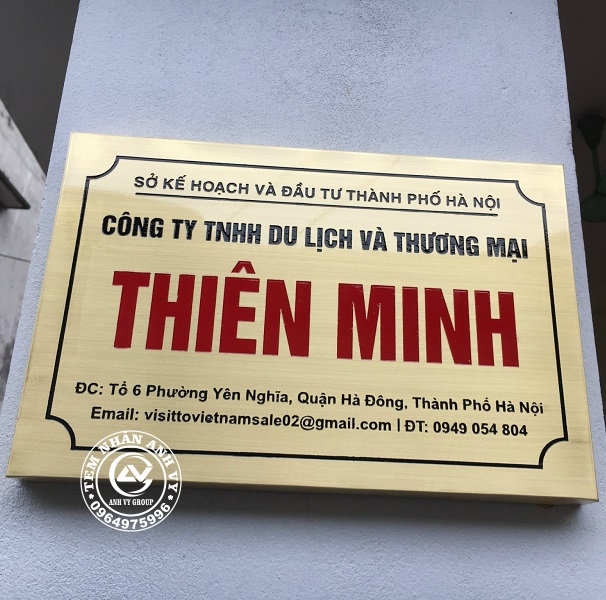 SỞ KẾ HOẠCH VÀ ĐẦU TƯ THÀNH PHỐ HÀ NỘI
CÔNG TY TNHH DU LỊCH VÀ THƯƠNG MẠI
THIÊN MINH
ĐC: Tổ 6 Phường Yên Nghĩa, Quận Hà Đông, Thành Phố Hà Nội
Email: visittovietnamsale02@gmail.com | ĐT: 0949 054 804
TEM NHAN ANH VY
AV
ANH VY GROUP
0964975996